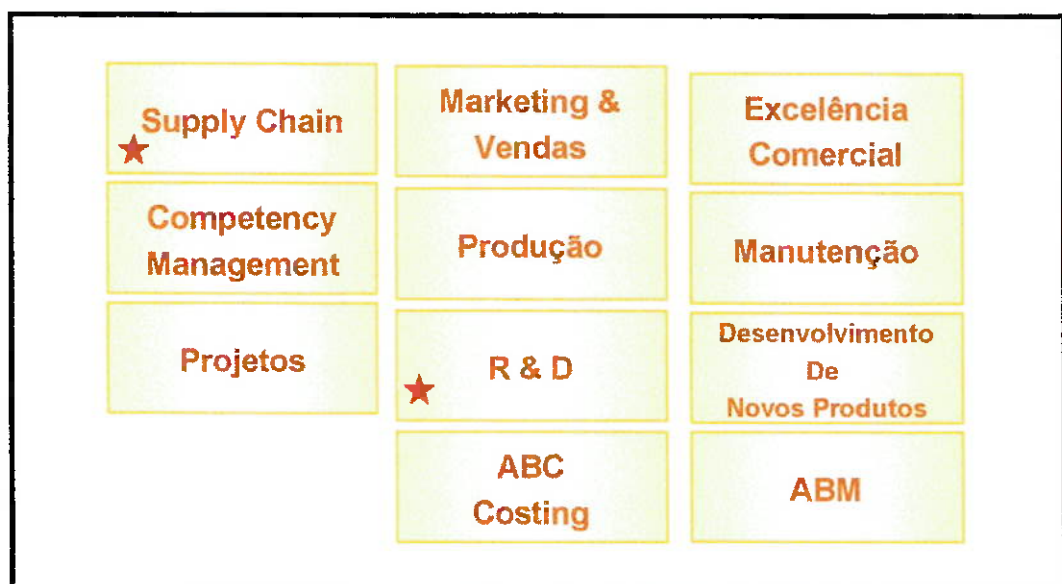 Supply Chain
Marketing &
Vendas
Excelência
Comercial
Competency
Management
Produção
Manutenção
Projetos
R & D
Desenvolvimento
De
Novos Produtos
ABC
Costing
ABM